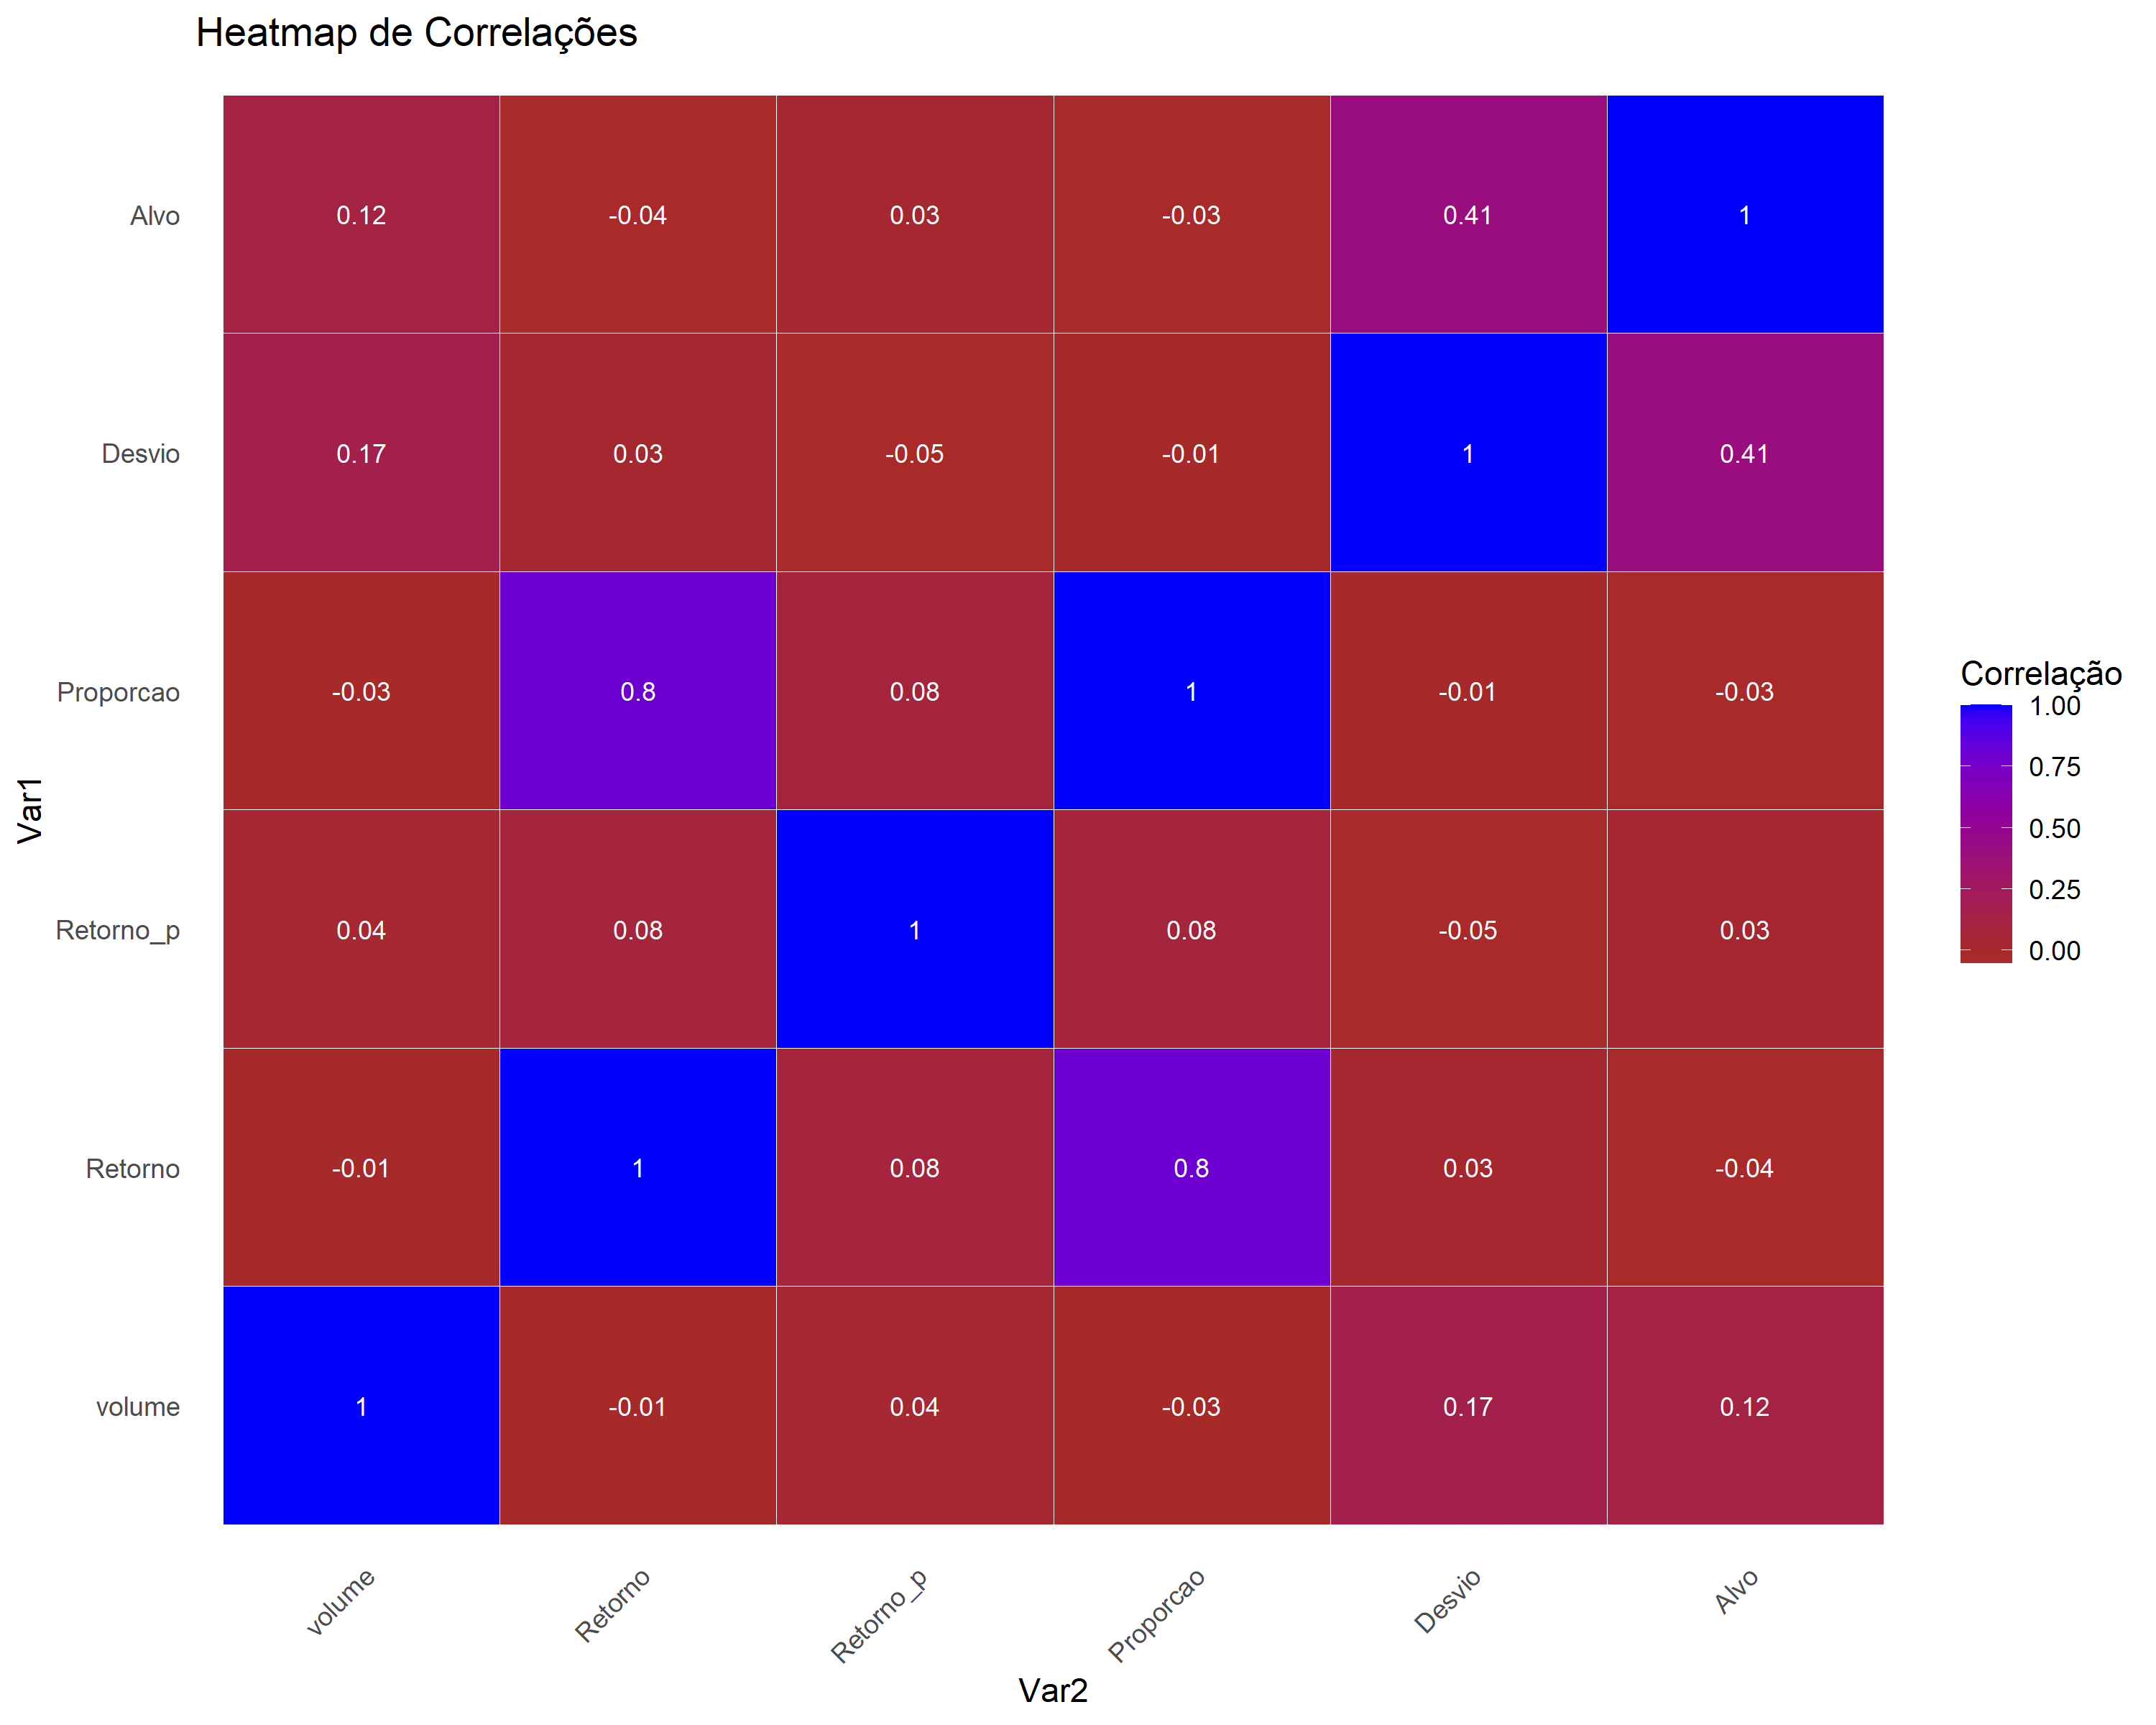 Heatmap de Correlações
Alvo
0.12 -0.04 0.03 -0.03 0.41 1
Desvio
0.17 0.03 -0.05 -0.01 1 0.41
Proporcao
-0.03 0.8 0.08 1 -0.01 -0.03
Retorno_p
0.04 0.08 1 0.08 -0.05 0.03
Retorno
-0.01 1 0.08 0.8 0.03 -0.04
volume
1 -0.01 0.04 -0.03 0.17 0.12
Var1
volume Retorno Retorno_p Proporcao Desvio Alvo
Var2
Correlação
1.00
0.75
0.50
0.25
0.00